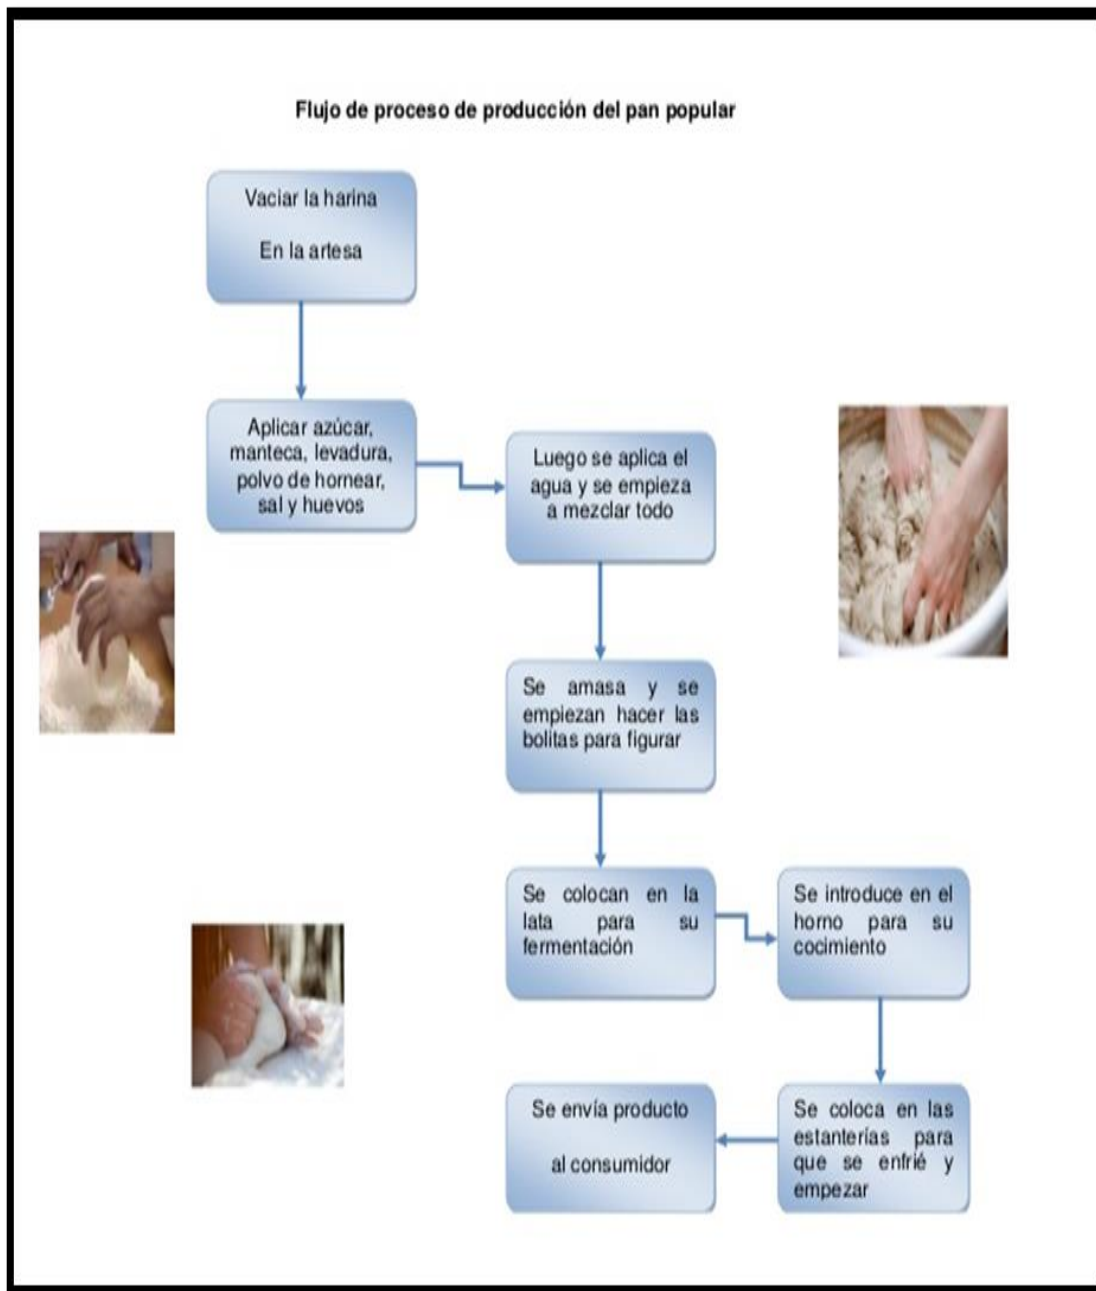 Flujo de proceso de producción del pan popular
Vaciar la harina
En la artesa
Aplicar azúcar,
manteca, levadura,
polvo de hornear,
sal y huevos
Luego se aplica el
agua y se empieza
a mezclar todo
Se amasa y se
empiezan hacer las
bolitas para figurar
Se colocan en la
lata para su
fermentación
Se introduce en el
horno para su
cocimiento
Se coloca en las
estanterías para
que se enfrié y
empezar
Se envía producto
al consumidor